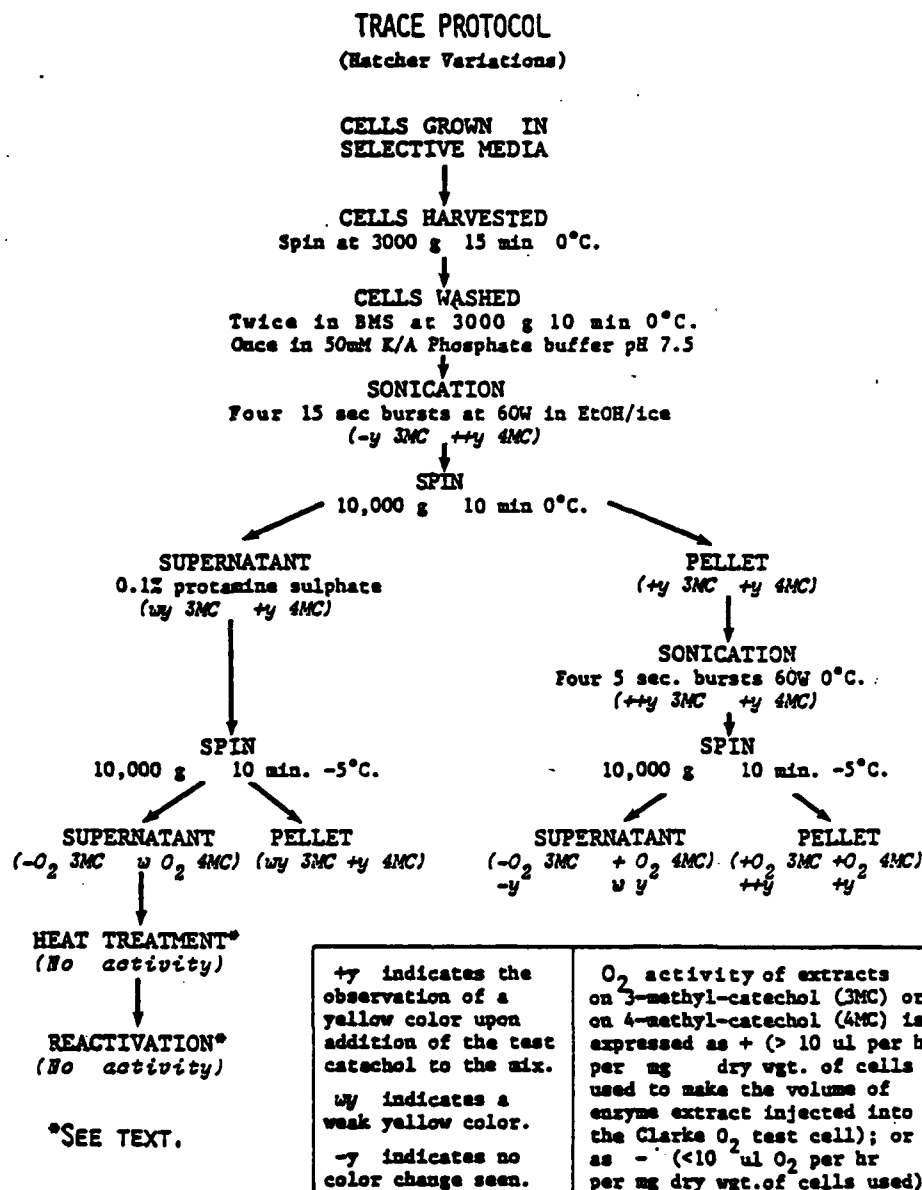 TRACE PROTOCOL
(Hatcher Variations)
CELLS GROWN IN
SELECTIVE MEDIA
CELLS HARVESTED
Spin at 3000 g 15 min 0°C.
CELLS WASHED
Twice in BMS at 3000 g 10 min 0°C.
Once in 50mM K/A Phosphate buffer pH 7.5
SONICATION
Four 15 sec bursts at 60W in EtOH/ice
(-y 3MC ++y 4MC)
SPIN
10,000 g 10 min 0°C.
SUPERNATANT
0.1% protamine sulphate
(wy 3MC +y 4MC)
PELLET
(+y 3MC +y 4MC)
SONICATION
Four 5 sec. bursts 60W 0°C.
(++y 3MC +y 4MC)
SPIN
10,000 g 10 min. -5°C.
SPIN
10,000 g 10 min. -5°C.
SUPERNATANT
(-O2 3MC w O2 4MC)
PELLET
(wy 3MC +y 4MC)
SUPERNATANT
(-O2 3MC + O2 4MC)
-y w y
PELLET
(+O2 3MC +O2 4MC)
++y +y
HEAT TREATMENT*
(No activity)
REACTIVATION*
(No activity)
*SEE TEXT.
+y indicates the
observation of a
yellow color upon
addition of the test
catechol to the mix.
wy indicates a
weak yellow color.
-y indicates no
color change seen.
O2 activity of extracts
on 3-methyl-catechol (3MC) or
on 4-methyl-catechol (4MC) is
expressed as + (> 10 ul per h
per mg dry wgt. of cells
used to make the volume of
enzyme extract injected into
the Clarke O2 test cell); or
as - (<10 ul O2 per hr
per mg dry wgt.of cells used)